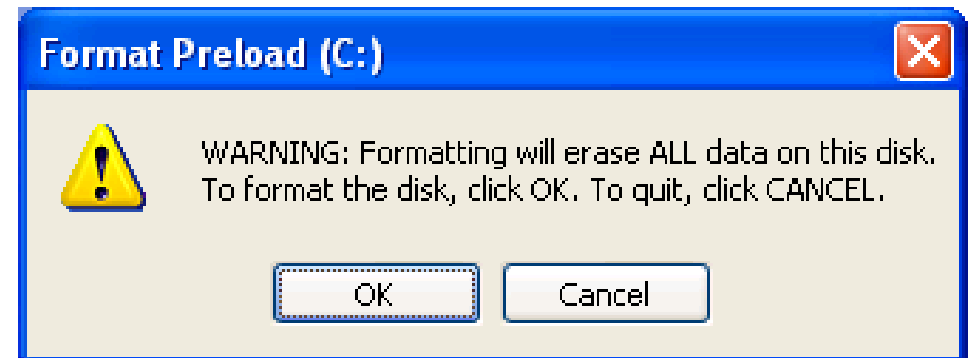 Format Preload (C:)
WARNING: Formatting will erase ALL data on this disk.
To format the disk, click OK. To quit, click CANCEL.
OK
Cancel